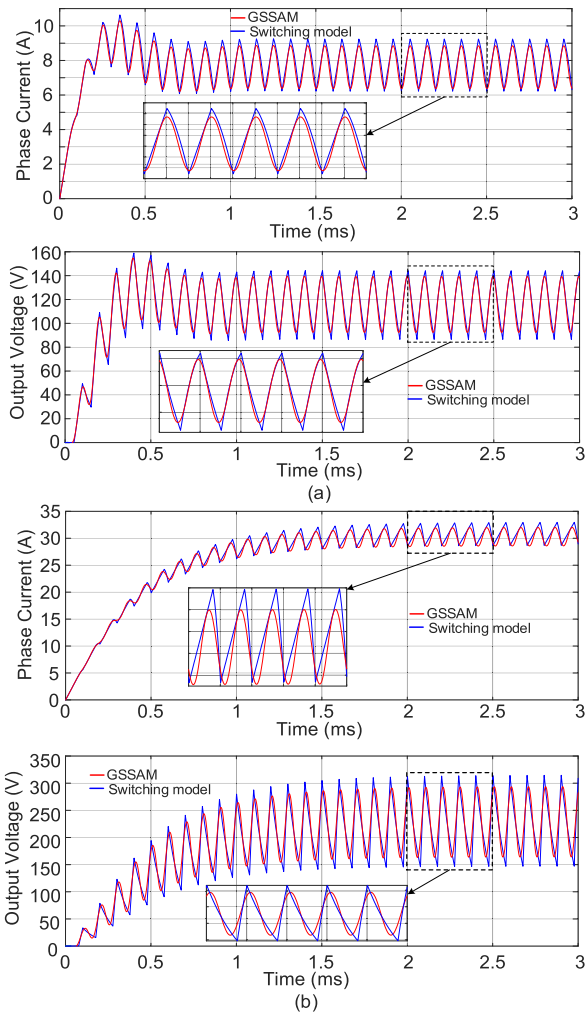 Phase Current (A)
10
8
6
4
2
0
GSSAM
Switching model
0 0.5 1 1.5 2 2.5 3
Time (ms)
Output Voltage (V)
160
140
120
100
80
60
40
20
0
GSSAM
Switching model
0 0.5 1 1.5 2 2.5 3
Time (ms)
(a)
Phase Current (A)
35
30
25
20
15
10
5
0
GSSAM
Switching model
0 0.5 1 1.5 2 2.5 3
Time (ms)
Output Voltage (V)
350
300
250
200
150
100
50
0
GSSAM
Switching model
0 0.5 1 1.5 2 2.5 3
Time (ms)
(b)